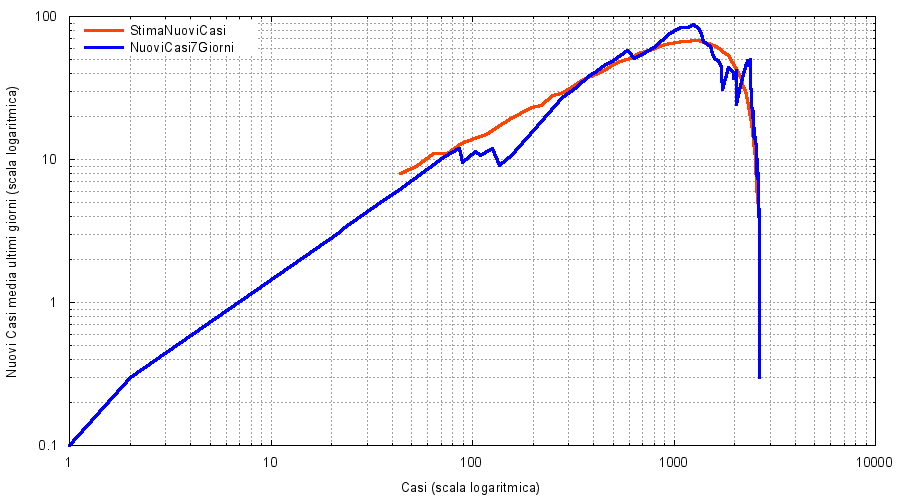 100
StimaNuoviCasi
NuoviCasi7Giorni
10
1
0.1
Nuovi Casi media ultimi giorni (scala logaritmica)
1 10 100 1000 10000
Casi (scala logaritmica)